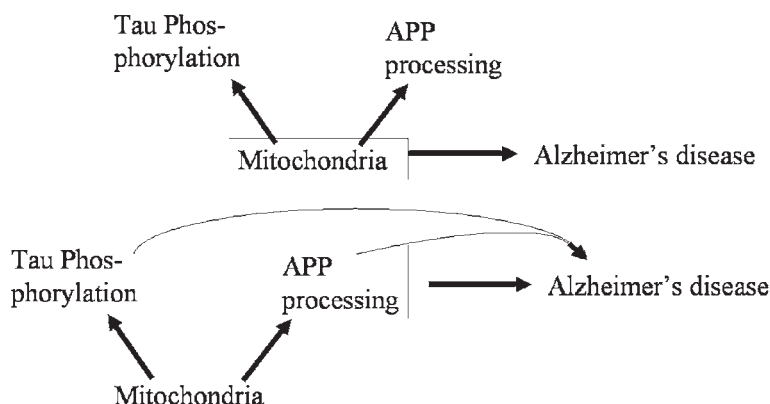 Tau Phos-
phorylation
APP
processing
Mitochondria
Alzheimer's disease
Tau Phos-
phorylation
APP
processing
Alzheimer's disease
Mitochondria